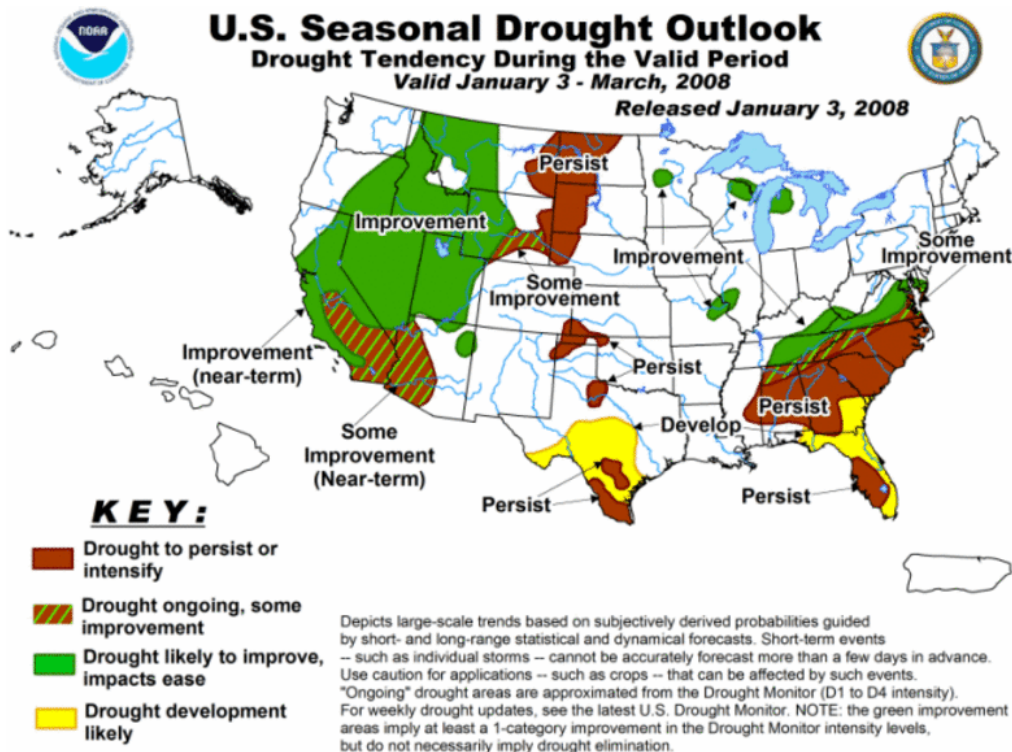 NOAA
U.S. Seasonal Drought Outlook
Drought Tendency During the Valid Period
Valid January 3 - March, 2008
Released January 3, 2008
Persist
Improvement
Improvement
Some
Improvement
Some
Improvement
Improvement
(near-term)
Persist
Persist
Develop
Some
Improvement
(Near-term)
Persist
Persist
KEY:
Drought to persist or
intensify
Drought ongoing, some
improvement
Drought likely to improve,
impacts ease
Drought development
likely
Depicts large-scale trends based on subjectively derived probabilities guided
by short- and long-range statistical and dynamical forecasts. Short-term events
-- such as individual storms -- cannot be accurately forecast more than a few days in advance.
Use caution for applications -- such as crops -- that can be affected by such events.
"Ongoing" drought areas are approximated from the Drought Monitor (D1 to D4 intensity).
For weekly drought updates, see the latest U.S. Drought Monitor. NOTE: the green improvement
areas imply at least a 1-category improvement in the Drought Monitor intensity levels,
but do not necessarily imply drought elimination.